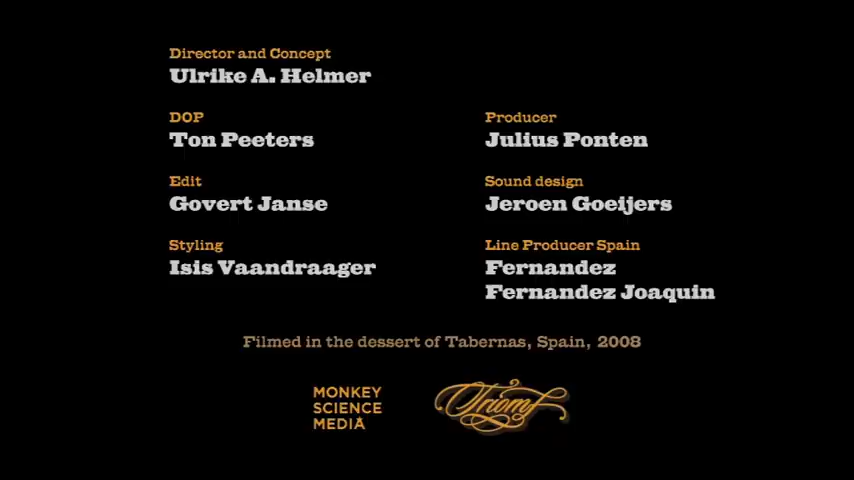 Director and Concept
Ulrike A. Helmer
DOP
Ton Peeters
Producer
Julius Ponten
Edit
Govert Janse
Sound design
Jeroen Goeijers
Styling
Isis Vaandraager
Line Producer Spain
Fernandez
Fernandez Joaquin
Filmed in the dessert of Tabernas, Spain, 2008
MONKEY
SCIENCE
MEDIA
Triomf